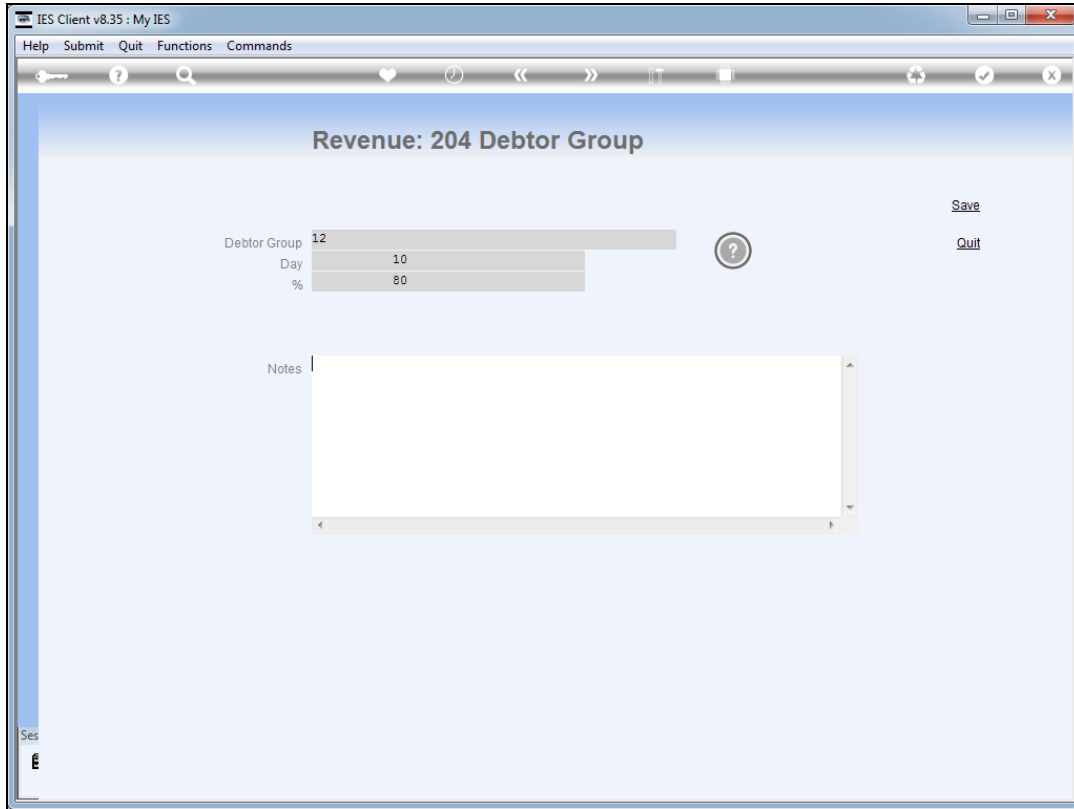 IES Client v8.35 : My IES
Help Submit Quit Functions Commands
Revenue: 204 Debtor Group
Save
Debtor Group 12
Quit
Day 10
% 80
Notes
Ses